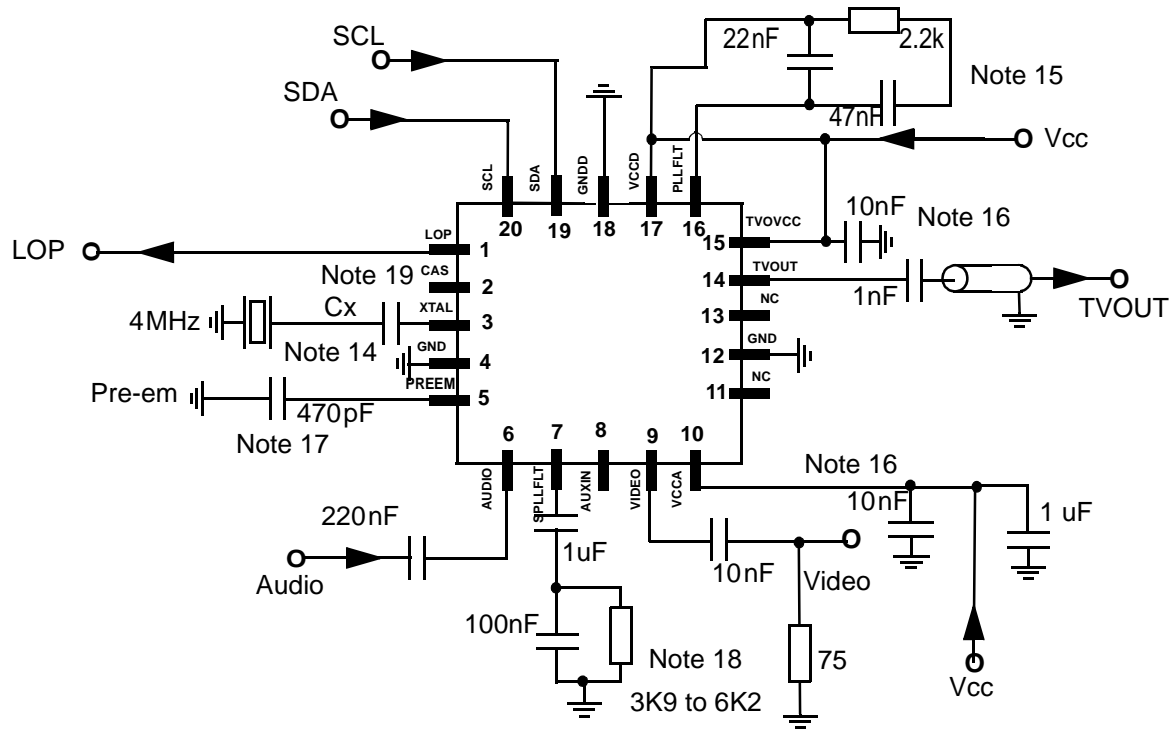 SCL
SDA
22nF
2.2k
Note 15
47nF
Vcc
SCL
SDA
GNDD
VCCD
PLLFLT
20
19
18
17
16
LOP
LOP
1
Note 19
CAS
2
4MHz
Cx
XTAL
3
Note 14
GND
4
Pre-em
PREEM
5
470pF
Note 17
TVOVCC
15
10nF
Note 16
TVOUT
14
1nF
TVOUT
NC
13
GND
12
NC
11
6
7
8
9
10
AUDIO
SPLLFLT
AUXIN
VIDEO
VCCA
Note 16
10nF
1 uF
220nF
Audio
1uF
10nF
Video
100nF
Note 18
3K9 to 6K2
75
Vcc